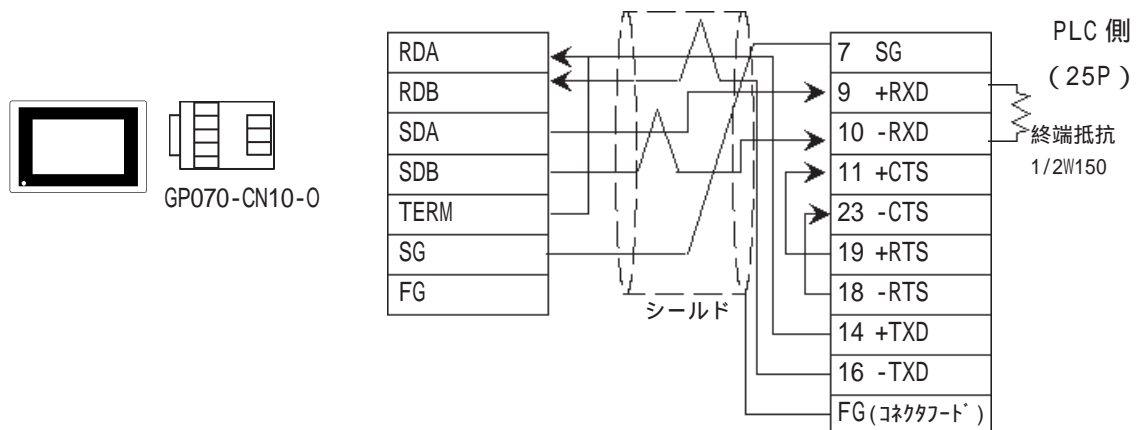 GP070-CN10-O
RDA
RDB
SDA
SDB
TERM
SG
FG
シールド
7 SG
9 +RXD
10 -RXD
11 +CTS
23 -CTS
19 +RTS
18 -RTS
14 +TXD
16 -TXD
FG(ｺﾈｸﾀﾌｰﾄﾞ)
PLC 側
(25P)
終端抵抗
1/2W150